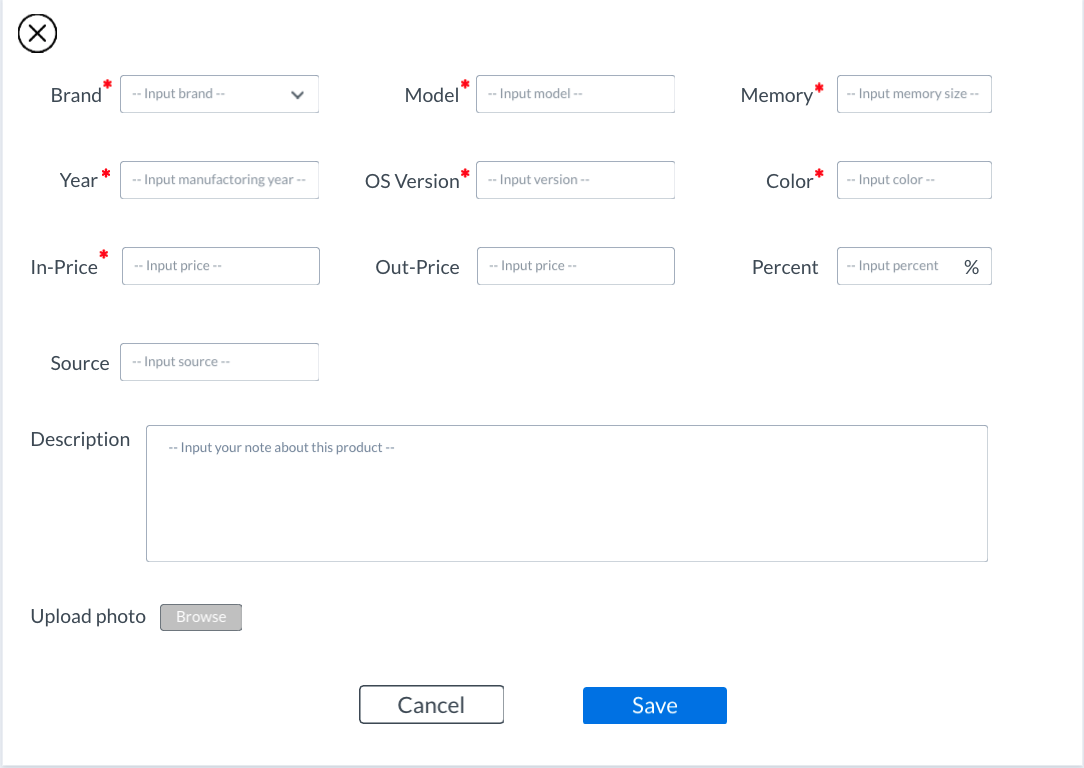 Brand* -- Input brand -- Model* -- Input model -- Memory* -- Input memory size --
Year* -- Input manufactoring year -- OS Version* -- Input version -- Color* -- Input color --
In-Price* -- Input price -- Out-Price -- Input price -- Percent -- Input percent %
Source -- Input source --
Description -- Input your note about this product --
Upload photo Browse
Cancel Save